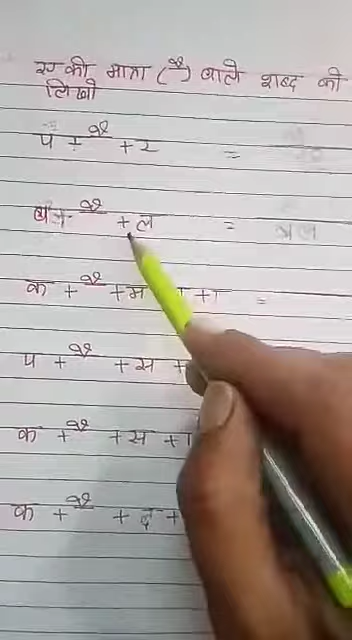 की मात्रा (ै) वाले शब्द को
लिखो
प + ै + र =
ब + ै + ल =
क + ै + म + ा =
प + ै + स +
क + ै + स + ा
क + ै + द +